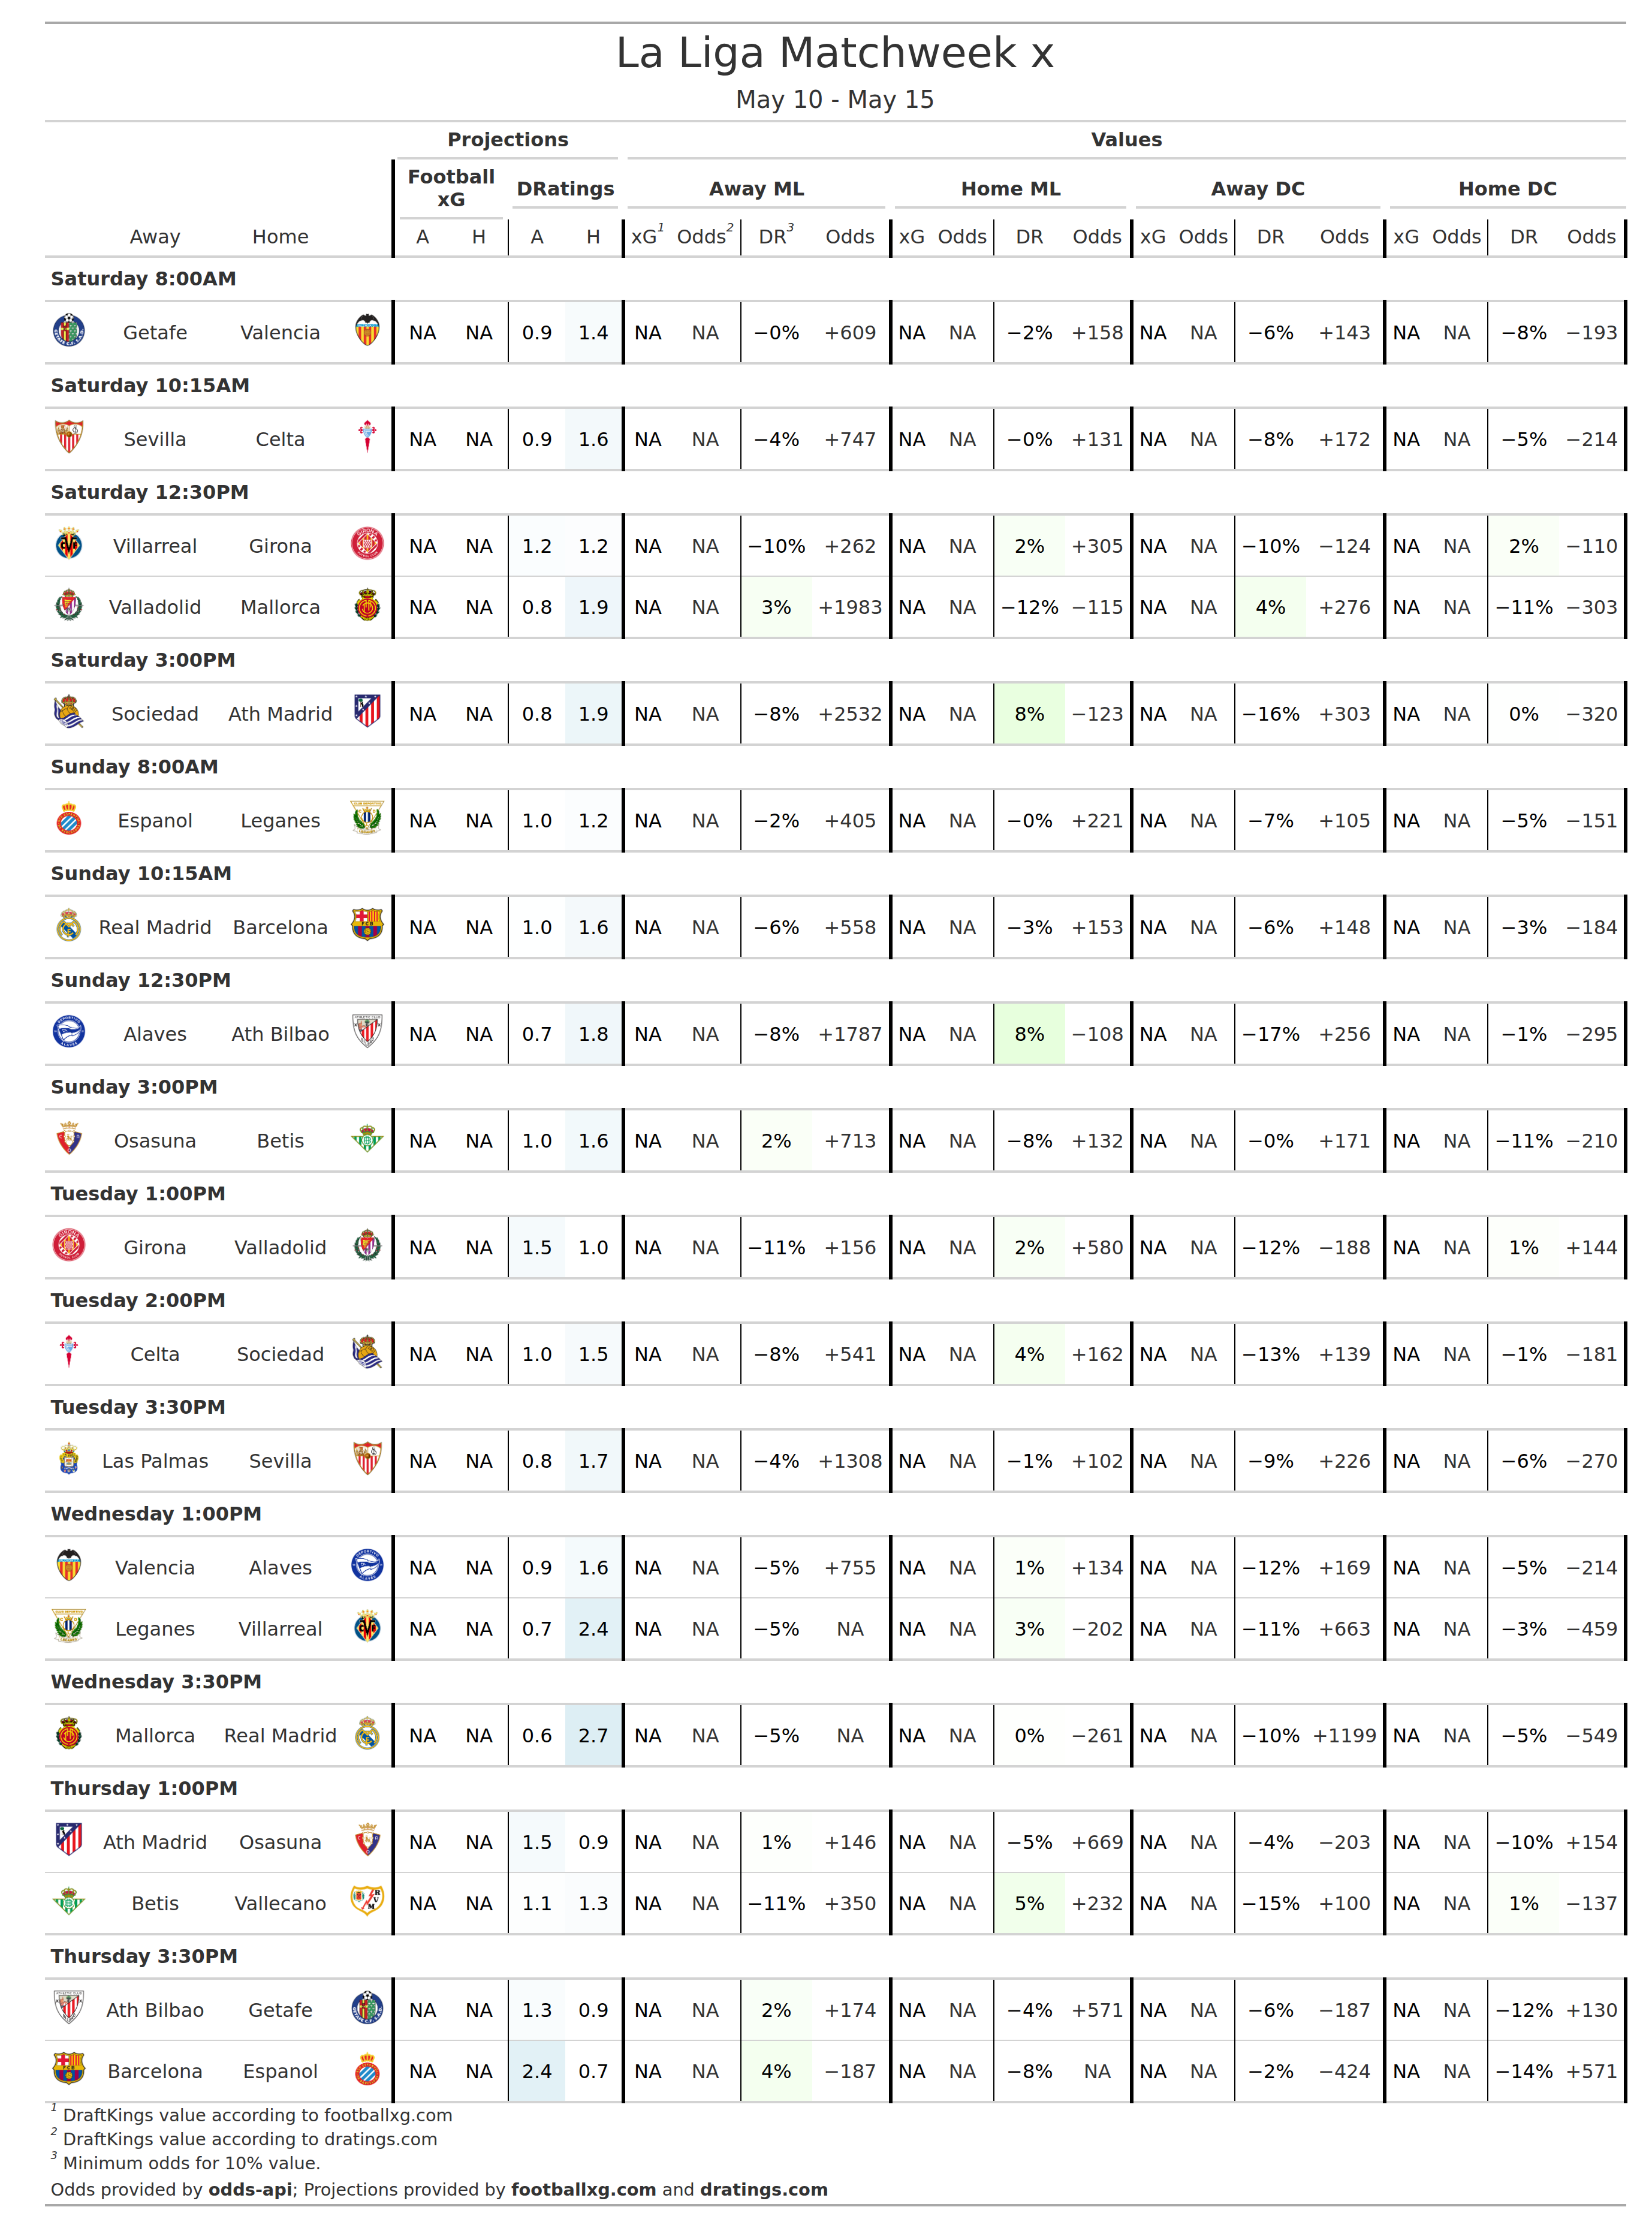 La Liga Matchweek x
May 10 - May 15
Projections Values
Football xG DRatings Away ML Home ML Away DC Home DC
Away Home A H A H xG1 Odds2 DR3 Odds xG Odds DR Odds xG Odds DR Odds xG Odds DR Odds
Saturday 8:00AM
Getafe Valencia NA NA 0.9 1.4 NA NA −0% +609 NA NA −2% +158 NA NA −6% +143 NA NA −8% −193
Saturday 10:15AM
Sevilla Celta NA NA 0.9 1.6 NA NA −4% +747 NA NA −0% +131 NA NA −8% +172 NA NA −5% −214
Saturday 12:30PM
Villarreal Girona NA NA 1.2 1.2 NA NA −10% +262 NA NA 2% +305 NA NA −10% −124 NA NA 2% −110
Valladolid Mallorca NA NA 0.8 1.9 NA NA 3% +1983 NA NA −12% −115 NA NA 4% +276 NA NA −11% −303
Saturday 3:00PM
Sociedad Ath Madrid NA NA 0.8 1.9 NA NA −8% +2532 NA NA 8% −123 NA NA −16% +303 NA NA 0% −320
Sunday 8:00AM
Espanol Leganes NA NA 1.0 1.2 NA NA −2% +405 NA NA −0% +221 NA NA −7% +105 NA NA −5% −151
Sunday 10:15AM
Real Madrid Barcelona NA NA 1.0 1.6 NA NA −6% +558 NA NA −3% +153 NA NA −6% +148 NA NA −3% −184
Sunday 12:30PM
Alaves Ath Bilbao NA NA 0.7 1.8 NA NA −8% +1787 NA NA 8% −108 NA NA −17% +256 NA NA −1% −295
Sunday 3:00PM
Osasuna Betis NA NA 1.0 1.6 NA NA 2% +713 NA NA −8% +132 NA NA −0% +171 NA NA −11% −210
Tuesday 1:00PM
Girona Valladolid NA NA 1.5 1.0 NA NA −11% +156 NA NA 2% +580 NA NA −12% −188 NA NA 1% +144
Tuesday 2:00PM
Celta Sociedad NA NA 1.0 1.5 NA NA −8% +541 NA NA 4% +162 NA NA −13% +139 NA NA −1% −181
Tuesday 3:30PM
Las Palmas Sevilla NA NA 0.8 1.7 NA NA −4% +1308 NA NA −1% +102 NA NA −9% +226 NA NA −6% −270
Wednesday 1:00PM
Valencia Alaves NA NA 0.9 1.6 NA NA −5% +755 NA NA 1% +134 NA NA −12% +169 NA NA −5% −214
Leganes Villarreal NA NA 0.7 2.4 NA NA −5% NA NA NA 3% −202 NA NA −11% +663 NA NA −3% −459
Wednesday 3:30PM
Mallorca Real Madrid NA NA 0.6 2.7 NA NA −5% NA NA NA 0% −261 NA NA −10% +1199 NA NA −5% −549
Thursday 1:00PM
Ath Madrid Osasuna NA NA 1.5 0.9 NA NA 1% +146 NA NA −5% +669 NA NA −4% −203 NA NA −10% +154
Betis Vallecano NA NA 1.1 1.3 NA NA −11% +350 NA NA 5% +232 NA NA −15% +100 NA NA 1% −137
Thursday 3:30PM
Ath Bilbao Getafe NA NA 1.3 0.9 NA NA 2% +174 NA NA −4% +571 NA NA −6% −187 NA NA −12% +130
Barcelona Espanol NA NA 2.4 0.7 NA NA 4% −187 NA NA −8% NA NA NA −2% −424 NA NA −14% +571
1 DraftKings value according to footballxg.com
2 DraftKings value according to dratings.com
3 Minimum odds for 10% value.
Odds provided by odds-api; Projections provided by footballxg.com and dratings.com